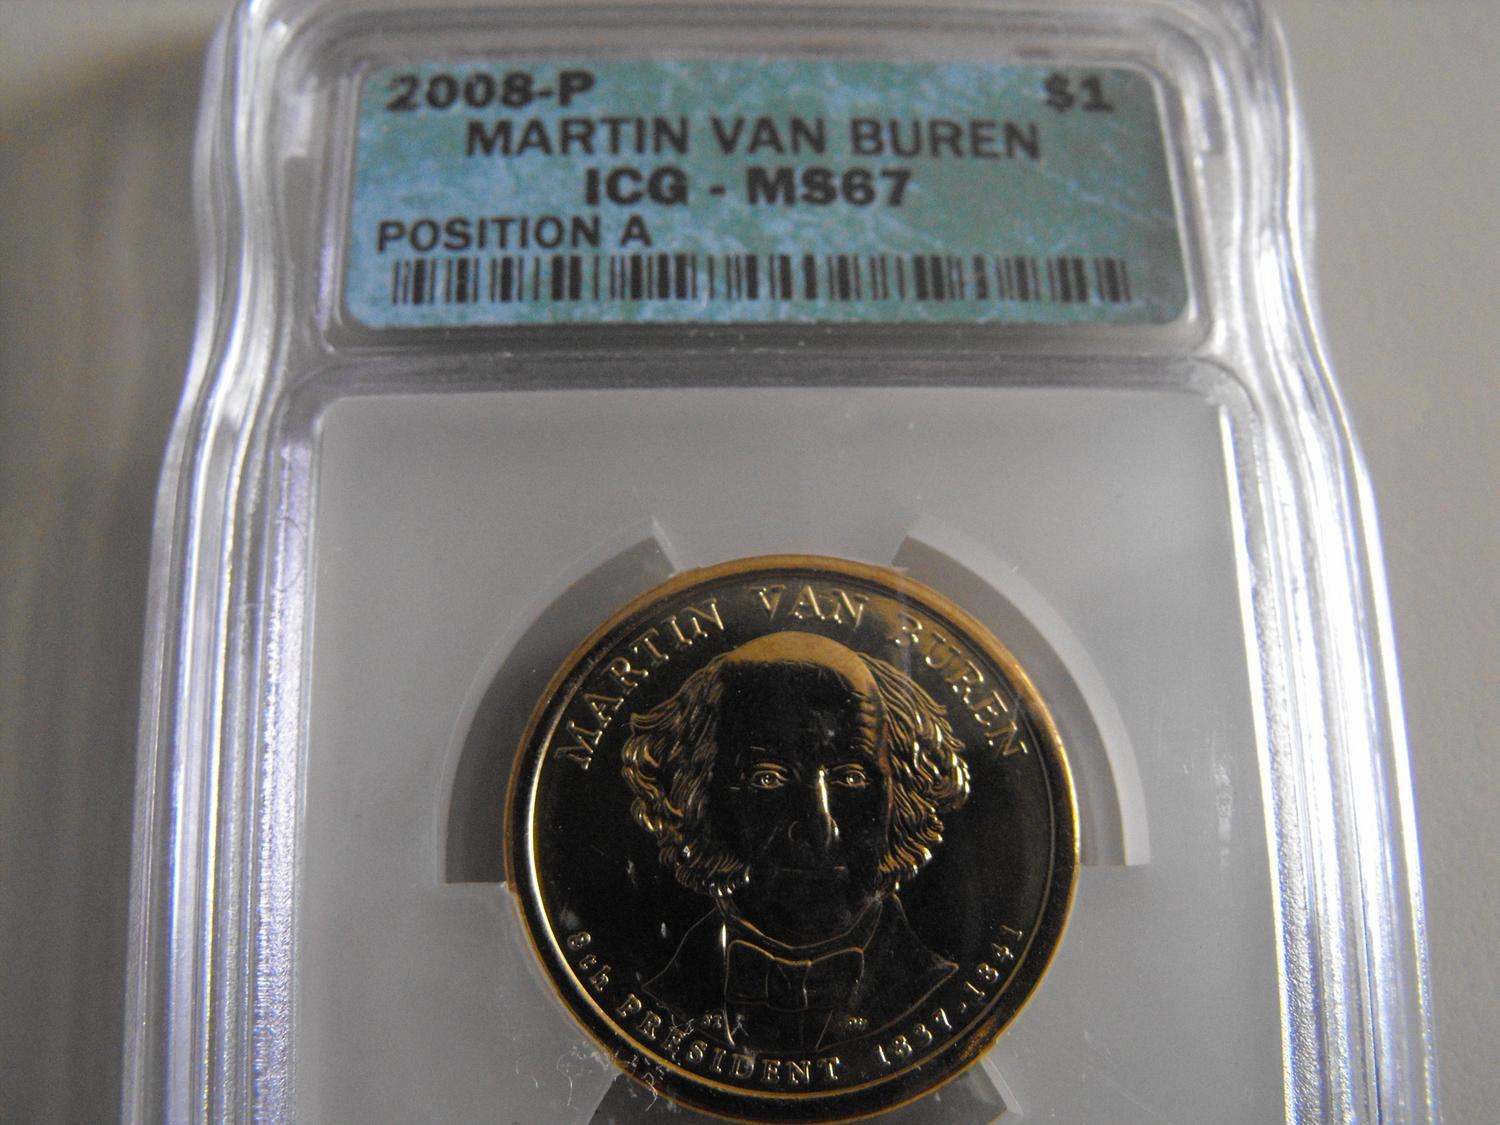 2008-P $1
MARTIN VAN BUREN
ICG - MS67
POSITION A
MARTIN VAN BUREN
8th PRESIDENT 1837-1841